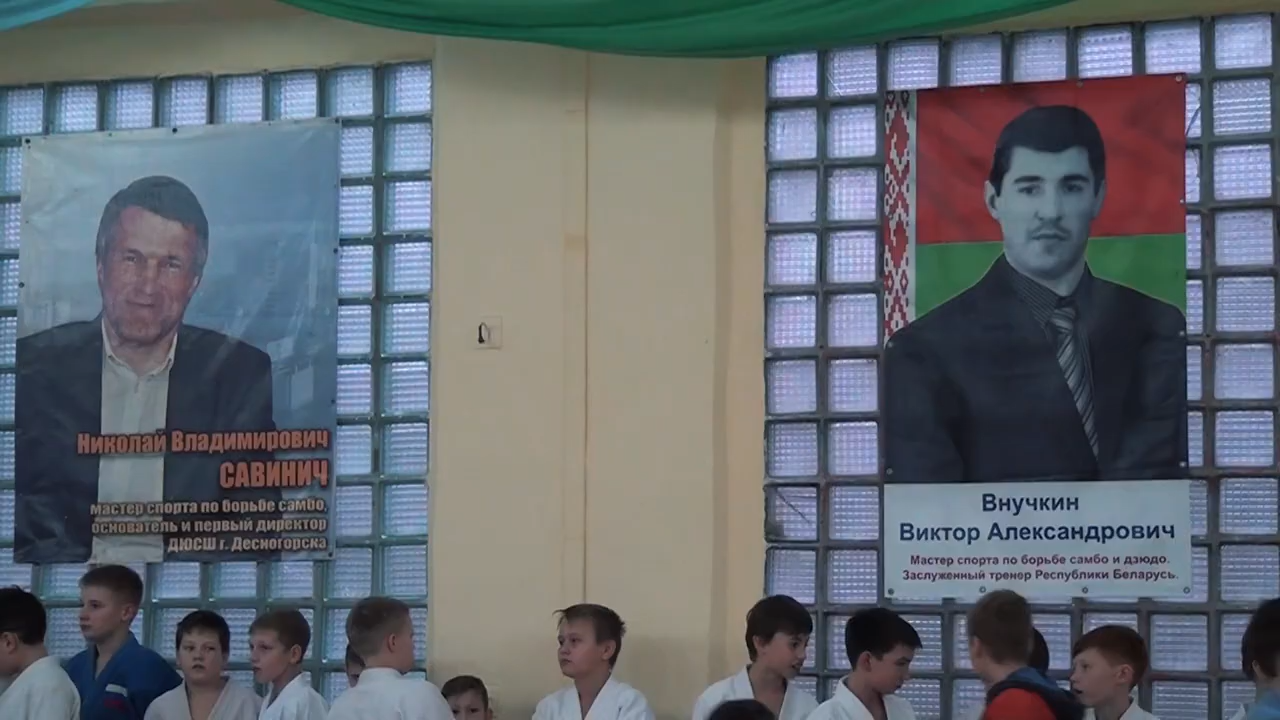 Николай Владимирович
САВИНИЧ
мастер спорта по борьбе самбо,
основатель и первый директор
ДЮСШ г. Десногорска
Внучкин
Виктор Александрович
Мастер спорта по борьбе самбо и дзюдо.
Заслуженный тренер Республики Беларусь.